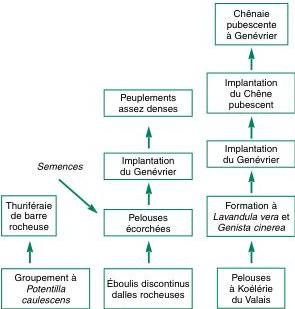 Chênaie
pubescente
à Genévrier
Peuplements
assez denses
Implantation
du Chêne
pubescent
Semences
Implantation
du Genévrier
Implantation
du Genévrier
Thuriféraie
de barre
rocheuse
Pelouses
écorchées
Formation à
Lavandula vera et
Genista cinerea
Groupement à
Potentilla
caulescens
Éboulis discontinus
dalles rocheuses
Pelouses
à Koélérie
du Valais